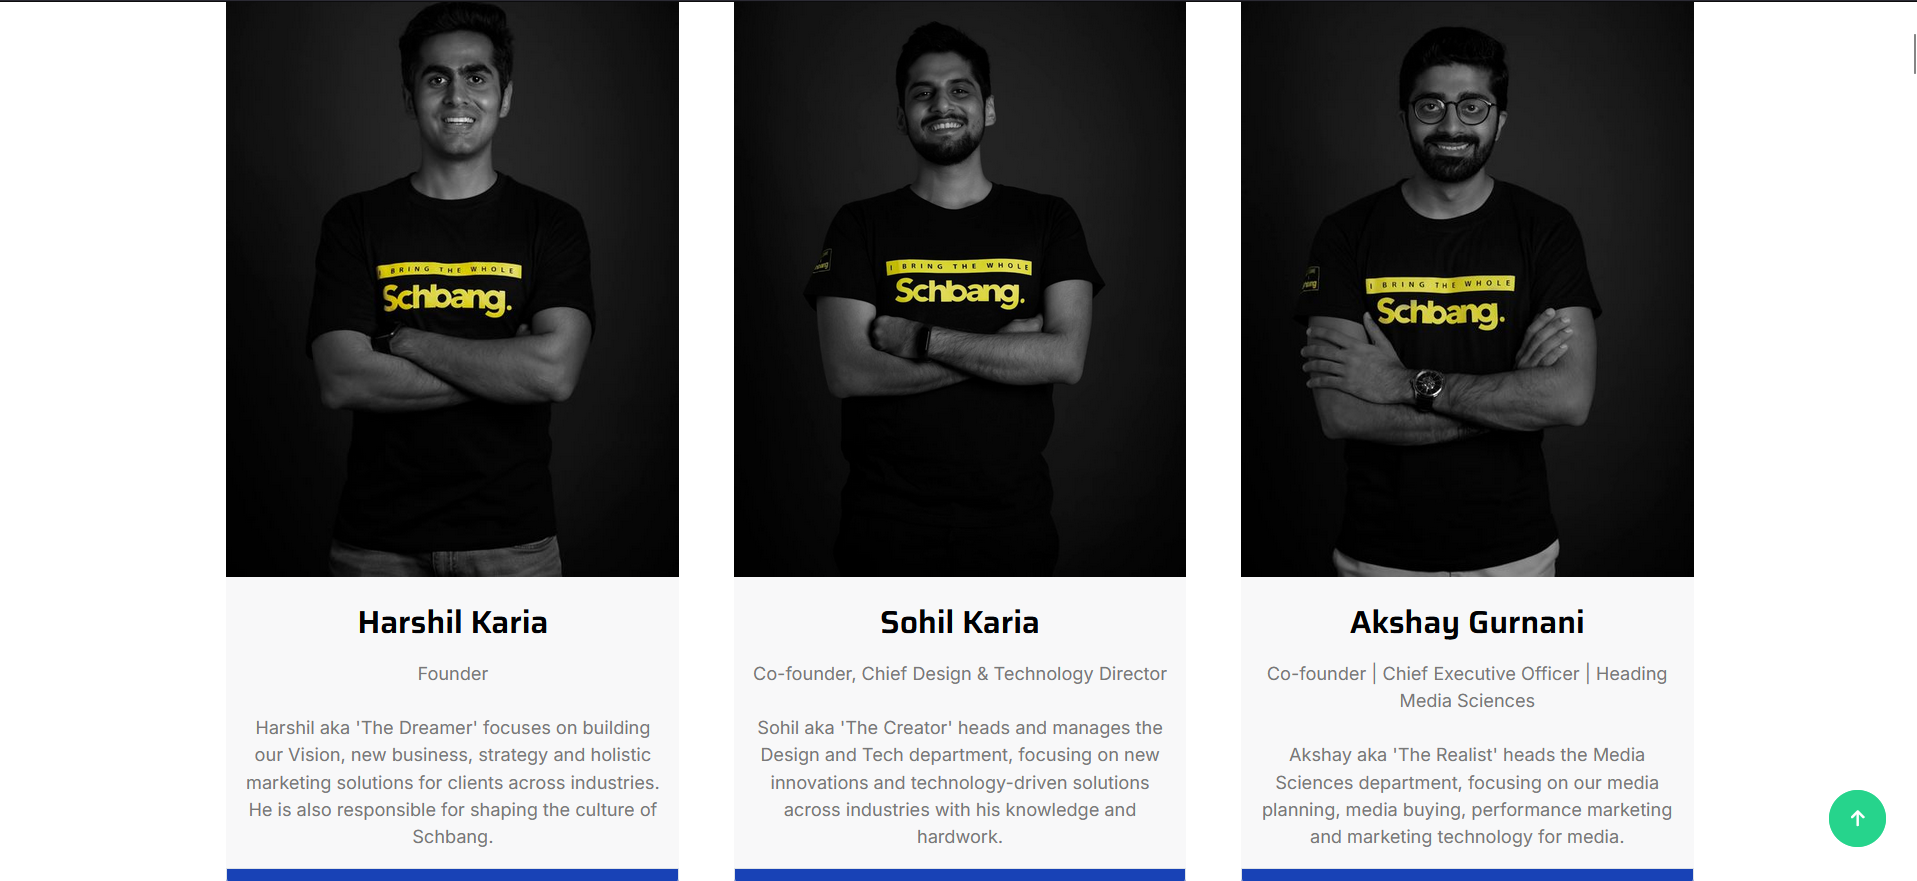 I BRING THE WHOLE
Schbang.
I BRING THE WHOLE
Schbang.
I BRING THE WHOLE
Schbang.
Harshil Karia
Founder
Harshil aka 'The Dreamer' focuses on building
our Vision, new business, strategy and holistic
marketing solutions for clients across industries.
He is also responsible for shaping the culture of
Schbang.
Sohil Karia
Co-founder, Chief Design & Technology Director
Sohil aka 'The Creator' heads and manages the
Design and Tech department, focusing on new
innovations and technology-driven solutions
across industries with his knowledge and
hardwork.
Akshay Gurnani
Co-founder | Chief Executive Officer | Heading
Media Sciences
Akshay aka 'The Realist' heads the Media
Sciences department, focusing on our media
planning, media buying, performance marketing
and marketing technology for media.